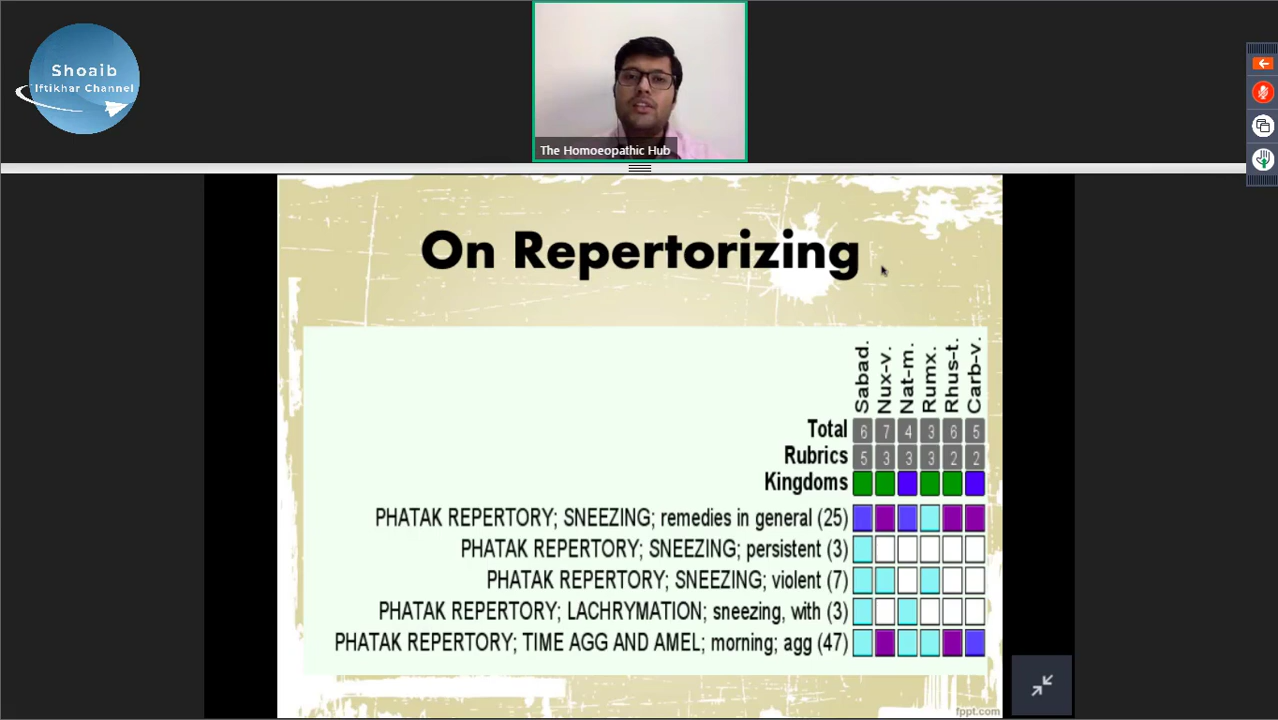 Shoaib
Iftikhar Channel
The Homoeopathic Hub
On Repertorizing
Sabad.
Nux-v.
Nat-m.
Rumx.
Rhus-t.
Carb-v.
Total 6 7 4 3 6 5
Rubrics 5 3 3 3 2 2
Kingdoms
PHATAK REPERTORY; SNEEZING; remedies in general (25)
PHATAK REPERTORY; SNEEZING; persistent (3)
PHATAK REPERTORY; SNEEZING; violent (7)
PHATAK REPERTORY; LACHRYMATION; sneezing, with (3)
PHATAK REPERTORY; TIME AGG AND AMEL; morning; agg (47)
fppt.com